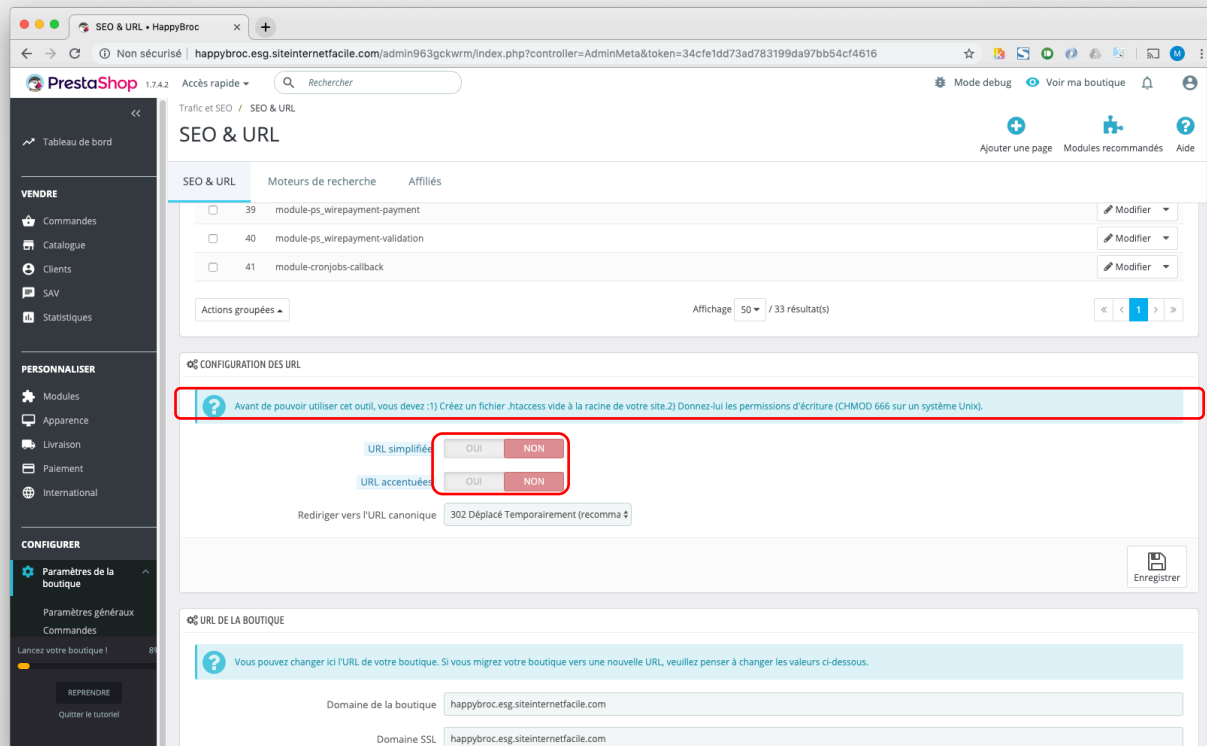 SEO & URL • HappyBroc
Non sécurisé | happybroc.esg.siteinternetfacile.com/admin963gckwrm/index.php?controller=AdminMeta&token=34cfe1dd73ad783199da97bb54cf4616
M
PrestaShop 1.7.4.2 Accès rapide Rechercher Mode debug Voir ma boutique
Trafic et SEO / SEO & URL
SEO & URL
Ajouter une page Modules recommandés Aide
SEO & URL Moteurs de recherche Affiliés
Tableau de bord
VENDRE
Commandes
Catalogue
Clients
SAV
Statistiques
PERSONNALISER
Modules
Apparence
Livraison
Paiement
International
CONFIGURER
Paramètres de la
boutique
Paramètres généraux
Commandes
Lancez votre boutique ! 8%
REPRENDRE
Quitter le tutoriel
39 module-ps_wirepayment-payment Modifier
40 module-ps_wirepayment-validation Modifier
41 module-cronjobs-callback Modifier
Actions groupées Affichage 50 / 33 résultat(s) « < 1 > »
CONFIGURATION DES URL
? Avant de pouvoir utiliser cet outil, vous devez :1) Créez un fichier .htaccess vide à la racine de votre site.2) Donnez-lui les permissions d'écriture (CHMOD 666 sur un système Unix).
URL simplifiée OUI NON
URL accentuées OUI NON
Rediriger vers l'URL canonique 302 Déplacé Temporairement (recomma
Enregistrer
URL DE LA BOUTIQUE
? Vous pouvez changer ici l'URL de votre boutique. Si vous migrez votre boutique vers une nouvelle URL, veuillez penser à changer les valeurs ci-dessous.
Domaine de la boutique happybroc.esg.siteinternetfacile.com
Domaine SSL happybroc.esg.siteinternetfacile.com